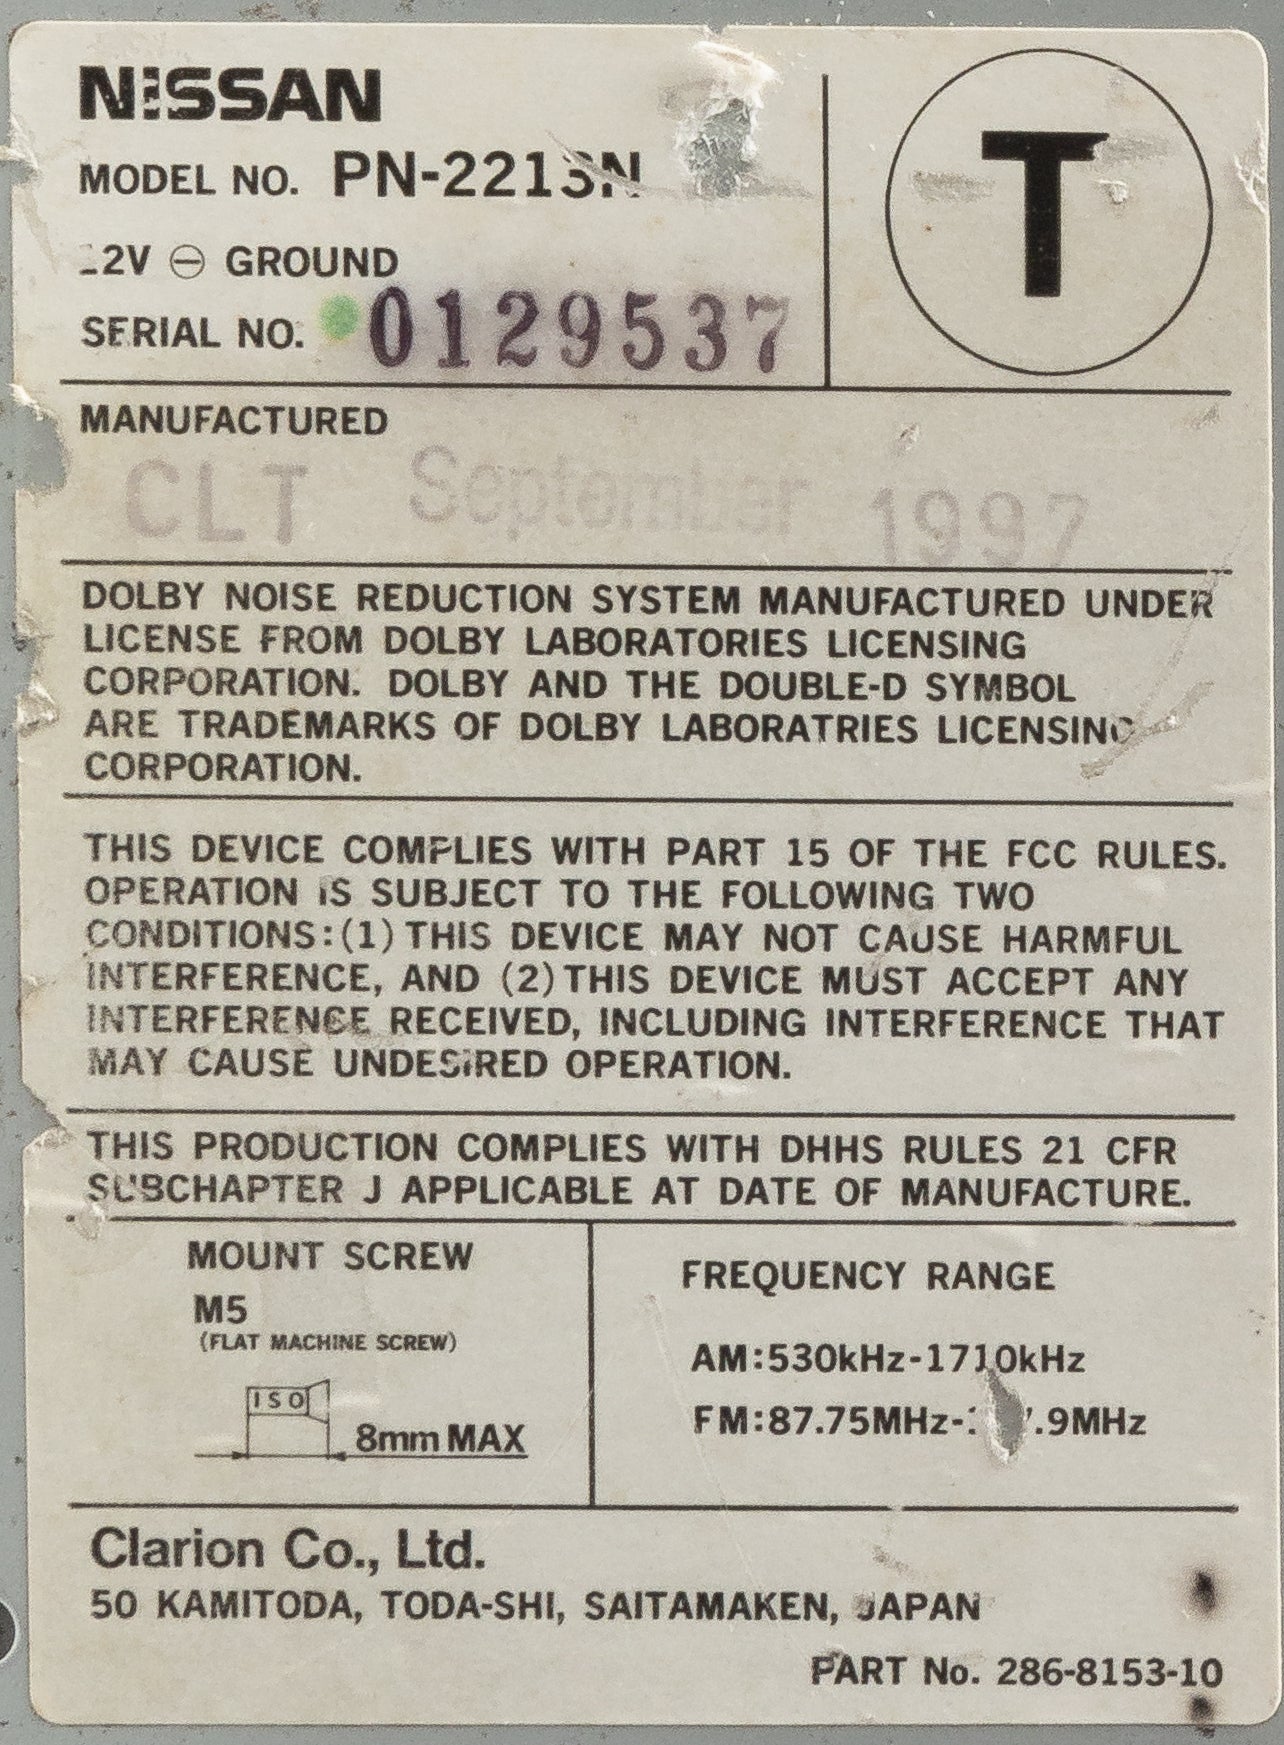 NISSAN
MODEL NO. PN-2213N
T
12V ⊖ GROUND
SERIAL NO. 0129537
MANUFACTURED
CLT September 1997
DOLBY NOISE REDUCTION SYSTEM MANUFACTURED UNDER
LICENSE FROM DOLBY LABORATORIES LICENSING
CORPORATION. DOLBY AND THE DOUBLE-D SYMBOL
ARE TRADEMARKS OF DOLBY LABORATRIES LICENSING
CORPORATION.
THIS DEVICE COMPLIES WITH PART 15 OF THE FCC RULES.
OPERATION IS SUBJECT TO THE FOLLOWING TWO
CONDITIONS:(1) THIS DEVICE MAY NOT CAUSE HARMFUL
INTERFERENCE, AND (2) THIS DEVICE MUST ACCEPT ANY
INTERFERENCE RECEIVED, INCLUDING INTERFERENCE THAT
MAY CAUSE UNDESIRED OPERATION.
THIS PRODUCTION COMPLIES WITH DHHS RULES 21 CFR
SUBCHAPTER J APPLICABLE AT DATE OF MANUFACTURE.
MOUNT SCREW
M5
(FLAT MACHINE SCREW)
ISO
8mm MAX
FREQUENCY RANGE
AM:530kHz-1710kHz
FM:87.75MHz-
Clarion Co., Ltd.
50 KAMITODA, TODA-SHI, SAITAMAKEN, JAPAN
PART No. 286-8153-10